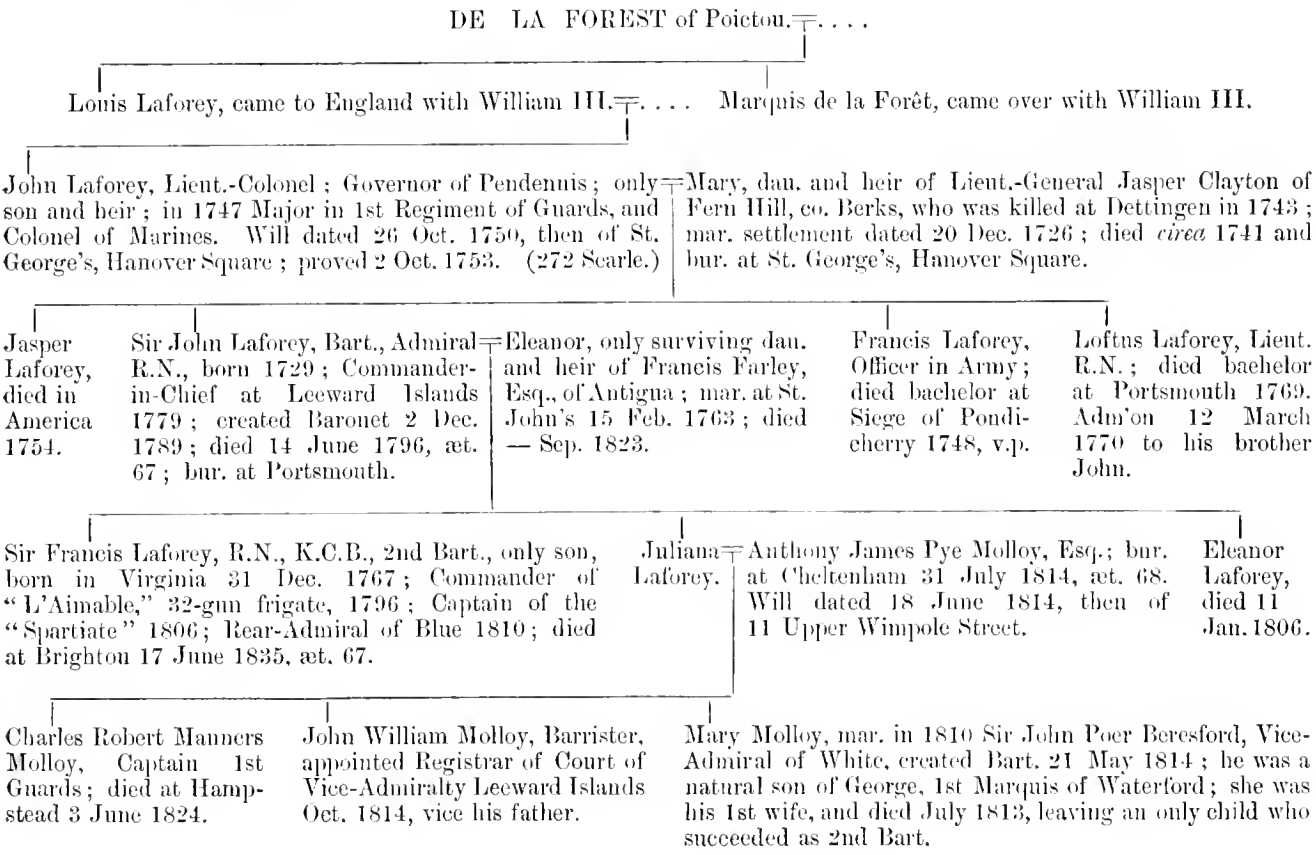 DE LA FOREST of Poictou.=. . . .
Louis Laforey, came to England with William III.=. . . . Marquis de la Forêt, came over with William III.
John Laforey, Lieut.-Colonel ; Governor of Pendennis ; only
son and heir ; in 1747 Major in 1st Regiment of Guards, and
Colonel of Marines. Will dated 26 Oct. 1750, then of St.
George's, Hanover Square ; proved 2 Oct. 1753. (272 Searle.)
=Mary, dau. and heir of Lieut.-General Jasper Clayton of
Fern Hill, co. Berks, who was killed at Dettingen in 1743 ;
mar. settlement dated 20 Dec. 1726 ; died circa 1741 and
bur. at St. George's, Hanover Square.
Jasper
Laforey,
died in
America
1754.
Sir John Laforey, Bart., Admiral
R.N., born 1729 ; Commander-
in-Chief at Leeward Islands
1779 ; created Baronet 2 Dec.
1789 ; died 14 June 1796, æt.
67 ; bur. at Portsmouth.
=Eleanor, only surviving dau.
and heir of Francis Farley,
Esq., of Antigua ; mar. at St.
John's 15 Feb. 1763 ; died
— Sep. 1823.
Francis Laforey,
Officer in Army ;
died bachelor at
Siege of Pondi-
cherry 1748, v.p.
Loftus Laforey, Lieut.
R.N. ; died bachelor
at Portsmouth 1769.
Adm'on 12 March
1770 to his brother
John.
Sir Francis Laforey, R.N., K.C.B., 2nd Bart., only son,
born in Virginia 31 Dec. 1767 ; Commander of
"L'Aimable," 32-gun frigate, 1796 ; Captain of the
"Spartiate" 1806 ; Rear-Admiral of Blue 1810 ; died
at Brighton 17 June 1835, æt. 67.
Juliana
Laforey.
=Anthony James Pye Molloy, Esq. ; bur.
at Cheltenham 31 July 1814, æt. 68.
Will dated 18 June 1814, then of
11 Upper Wimpole Street.
Eleanor
Laforey,
died 11
Jan. 1806.
Charles Robert Manners
Molloy, Captain 1st
Guards ; died at Hamp-
stead 3 June 1824.
John William Molloy, Barrister,
appointed Registrar of Court of
Vice-Admiralty Leeward Islands
Oct. 1814, vice his father.
Mary Molloy, mar. in 1810 Sir John Poer Beresford, Vice-
Admiral of White, created Bart. 21 May 1814 ; he was a
natural son of George, 1st Marquis of Waterford ; she was
his 1st wife, and died July 1813, leaving an only child who
succeeded as 2nd Bart.